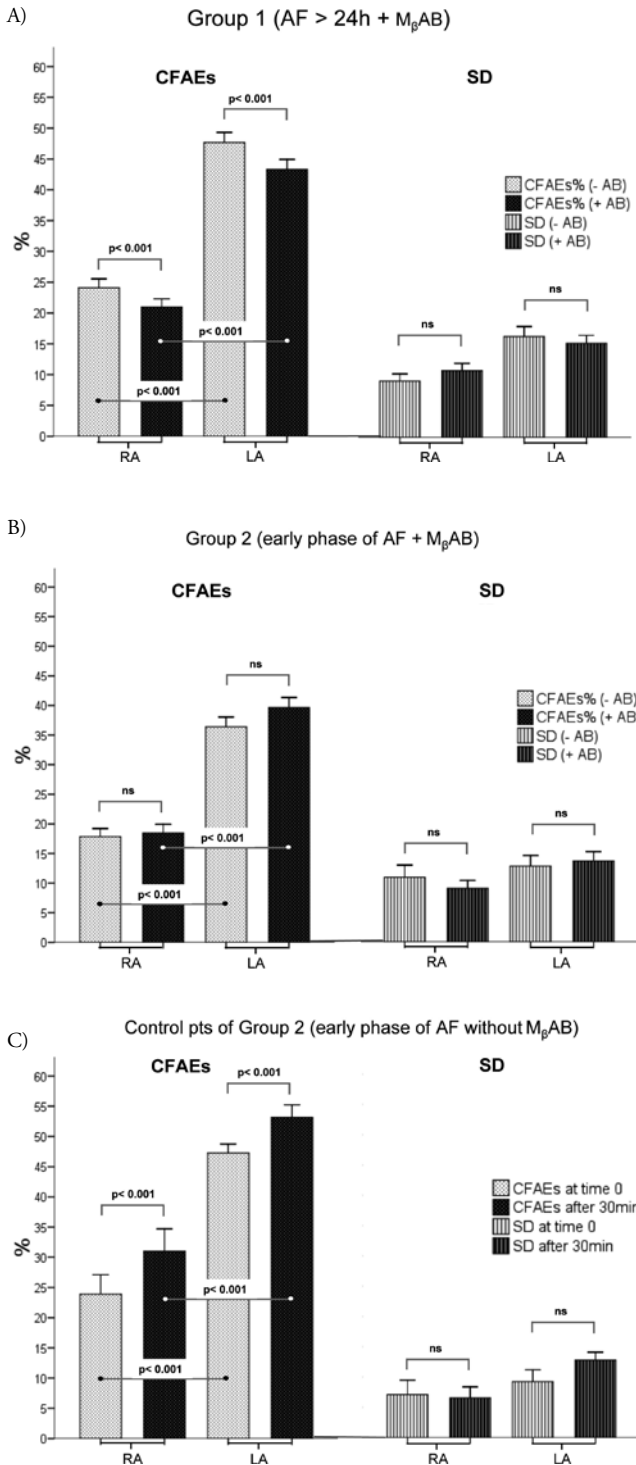 A)
Group 1 (AF > 24h + MβAB)
CFAEs
SD
p< 0.001
60
55
50
45
40
35
30
25
20
15
10
5
0
%
CFAEs% (- AB)
CFAEs% (+ AB)
SD (- AB)
SD (+ AB)
p< 0.001
p< 0.001
p< 0.001
ns
ns
RA
LA
RA
LA
B)
Group 2 (early phase of AF + MβAB)
CFAEs
SD
60
55
50
45
40
35
30
25
20
15
10
5
0
%
ns
CFAEs% (- AB)
CFAEs% (+ AB
SD (- AB)
SD (+ AB)
ns
p< 0.001
p< 0.001
ns
ns
RA
LA
RA
LA
C)
Control pts of Group 2 (early phase of AF without MβAB)
CFAEs
SD
60
55
50
45
40
35
30
25
20
15
10
5
0
%
p< 0.001
CFAEs at time 0
CFAEs after 30min
SD at time 0
SD after 30min
p< 0.001
p< 0.001
p< 0.001
ns
ns
RA
LA
RA
LA